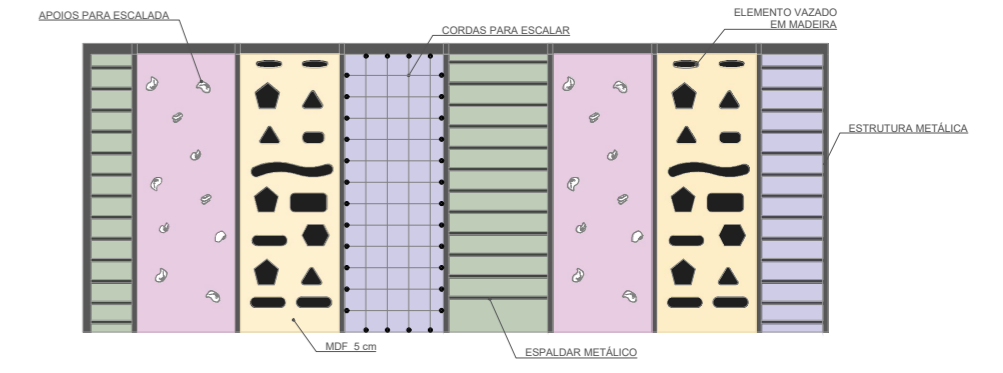 APOIOS PARA ESCALADA
CORDAS PARA ESCALAR
ELEMENTO VAZADO
EM MADEIRA
ESTRUTURA METÁLICA
MDF 5 cm
ESPALDAR METÁLICO